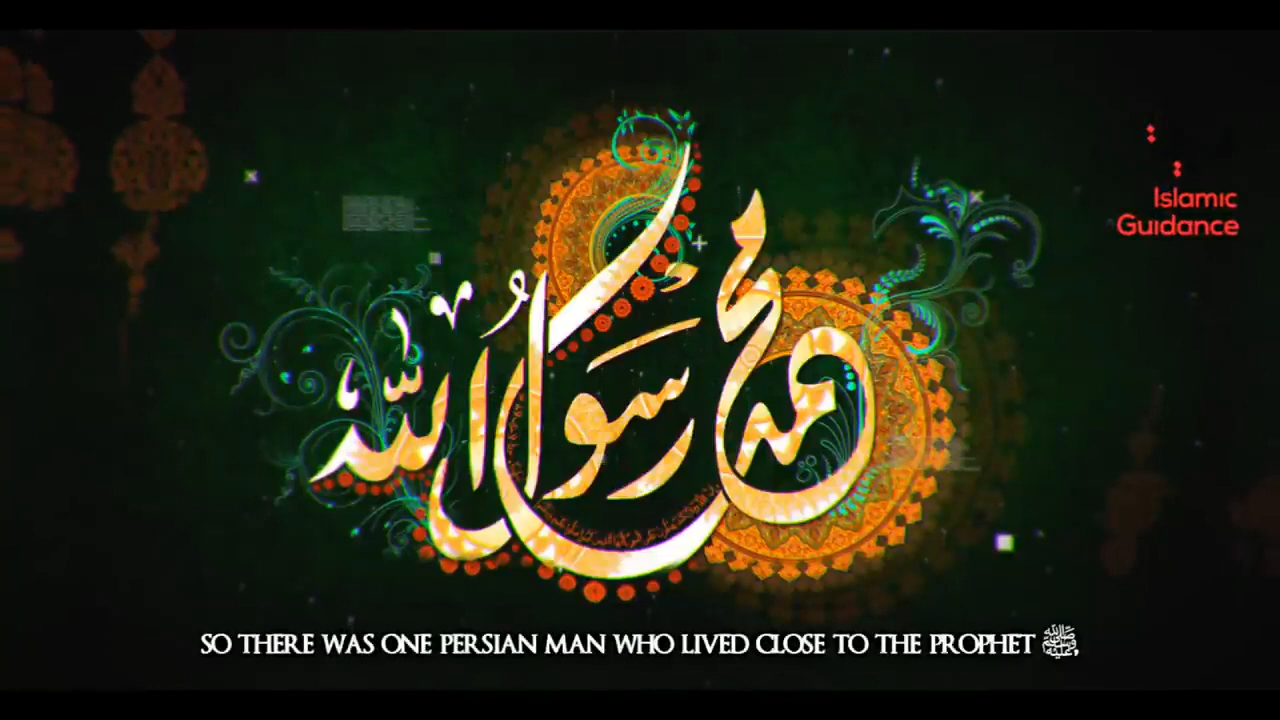 Islamic
Guidance
محمد رسول الله
SO THERE WAS ONE PERSIAN MAN WHO LIVED CLOSE TO THE PROPHET ﷺ,